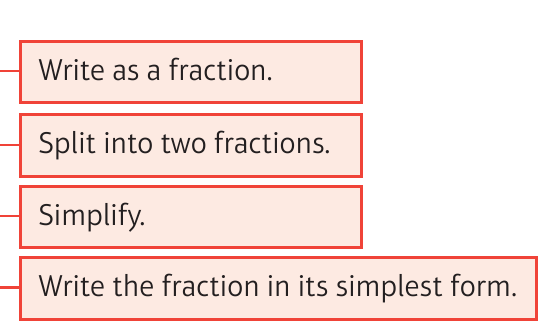 Write as a fraction.
Split into two fractions.
Simplify.
Write the fraction in its simplest form.